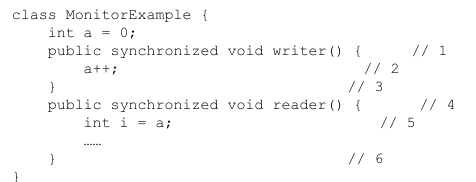 class MonitorExample {
    int a = 0;
    public synchronized void writer() {      // 1
        a++;                            // 2
    }                                 // 3
    public synchronized void reader() {      // 4
        int i = a;                        // 5
        ……
    }                                 // 6
}